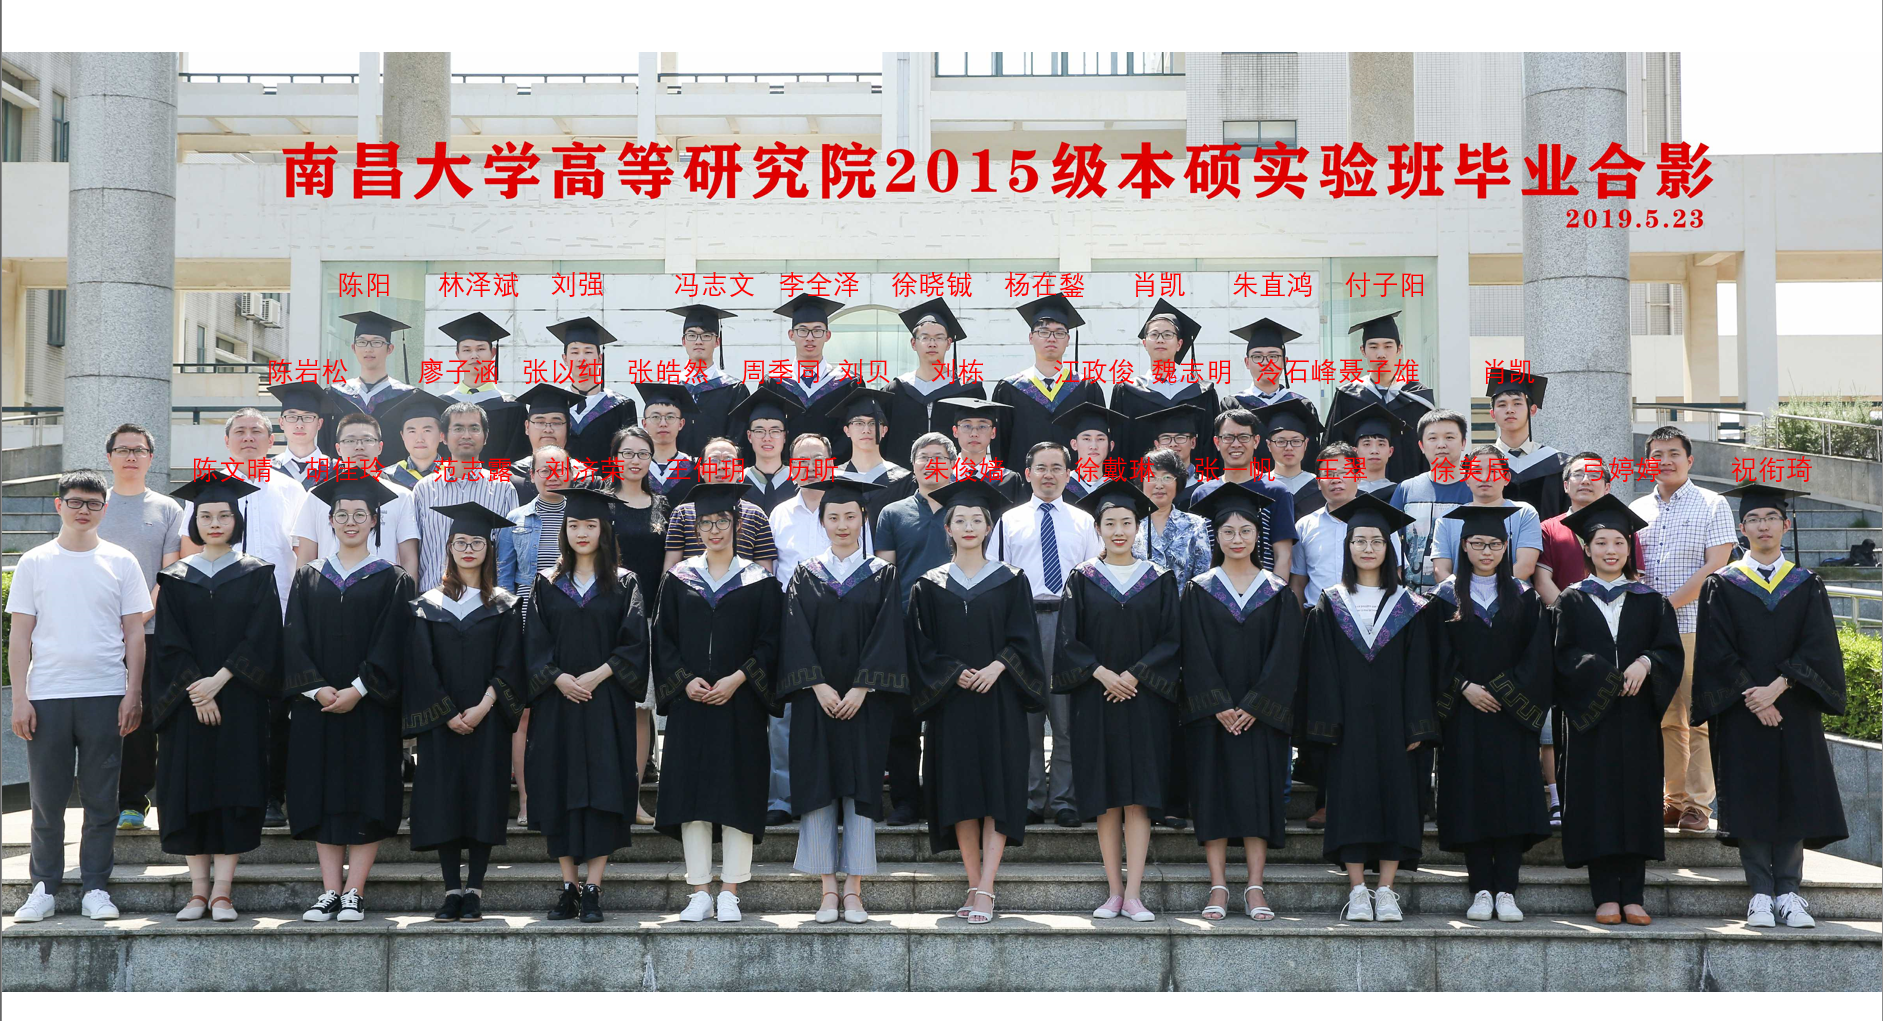 南昌大学高等研究院2015级本硕实验班毕业合影
2019.5.23
陈阳 林泽斌 刘强 冯志文 李全泽 徐晓铖 杨在鍪 肖凯 朱直鸿 付子阳
陈岩松 廖子涵 张以纯 张皓然 周季同 刘贝 刘栋 江政俊 魏志明 冷石峰 聂子雄 肖凯
陈文晴 胡佳玲 范志露 刘济荣 王仲玥 历昕 朱俊嫱 徐戴琳 张一帆 王翠 徐美辰 弓婷婷 祝衔琦